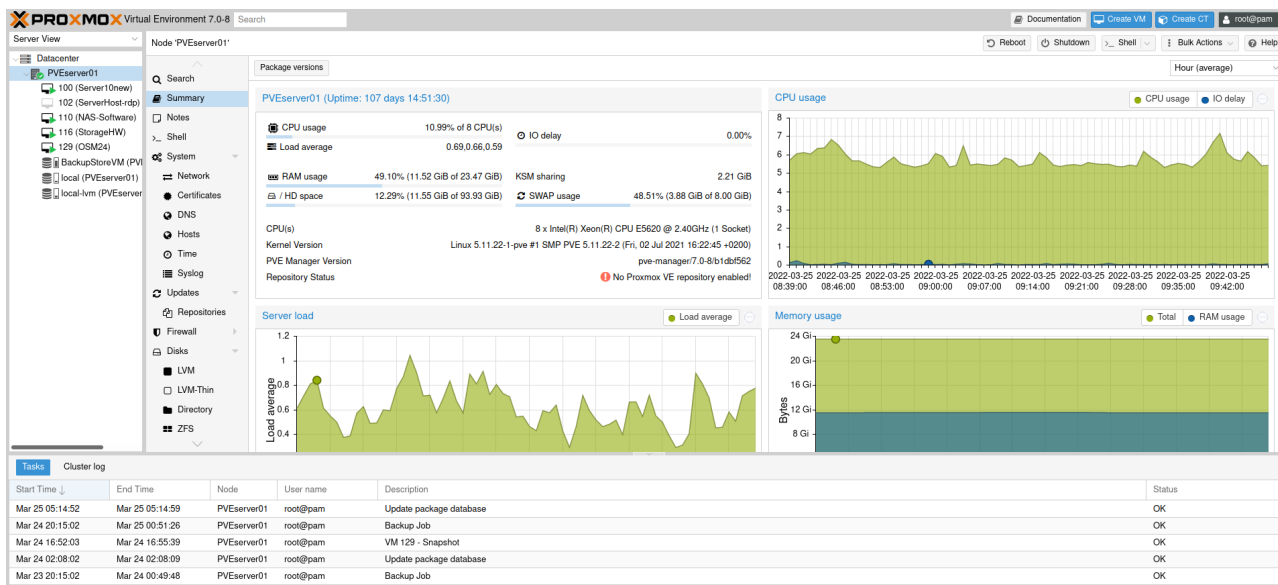 PROXMOX Virtual Environment 7.0-8 Search Documentation Create VM Create CT root@pam
Server View Node 'PVEserver01' Reboot Shutdown Shell Bulk Actions Help
Datacenter
PVEserver01
100 (Server10new)
102 (ServerHost-rdp)
110 (NAS-Software)
116 (StorageHW)
129 (OSM24)
BackupStoreVM (PVI
local (PVEserver01)
local-lvm (PVEserver
Search
Summary
Notes
Shell
System
Network
Certificates
DNS
Hosts
Time
Syslog
Updates
Repositories
Firewall
Disks
LVM
LVM-Thin
Directory
ZFS
Package versions Hour (average)
PVEserver01 (Uptime: 107 days 14:51:30)
CPU usage 10.99% of 8 CPU(s) IO delay 0.00%
Load average 0.69,0.66,0.59
RAM usage 49.10% (11.52 GiB of 23.47 GiB) KSM sharing 2.21 GiB
/ HD space 12.29% (11.55 GiB of 93.93 GiB) SWAP usage 48.51% (3.88 GiB of 8.00 GiB)
CPU(s) 8 x Intel(R) Xeon(R) CPU E5620 @ 2.40GHz (1 Socket)
Kernel Version Linux 5.11.22-1-pve #1 SMP PVE 5.11.22-2 (Fri, 02 Jul 2021 16:22:45 +0200)
PVE Manager Version pve-manager/7.0-8/b1dbf562
Repository Status No Proxmox VE repository enabled!
CPU usage CPU usage IO delay
8
7
6
5
4
3
2
1
0
2022-03-25 2022-03-25 2022-03-25 2022-03-25 2022-03-25 2022-03-25 2022-03-25 2022-03-25 2022-03-25 2022-03-25
08:39:00 08:46:00 08:53:00 09:00:00 09:07:00 09:14:00 09:21:00 09:28:00 09:35:00 09:42:00
Server load Load average
1.2
1
0.8
0.6
0.4
Load average
Memory usage Total RAM usage
24 Gi
20 Gi
16 Gi
12 Gi
8 Gi
Bytes
Tasks Cluster log
Start Time ↓ End Time Node User name Description Status
Mar 25 05:14:52 Mar 25 05:14:59 PVEserver01 root@pam Update package database OK
Mar 24 20:15:02 Mar 25 00:51:26 PVEserver01 root@pam Backup Job OK
Mar 24 16:52:03 Mar 24 16:55:39 PVEserver01 root@pam VM 129 - Snapshot OK
Mar 24 02:08:02 Mar 24 02:08:09 PVEserver01 root@pam Update package database OK
Mar 23 20:15:02 Mar 24 00:49:48 PVEserver01 root@pam Backup Job OK